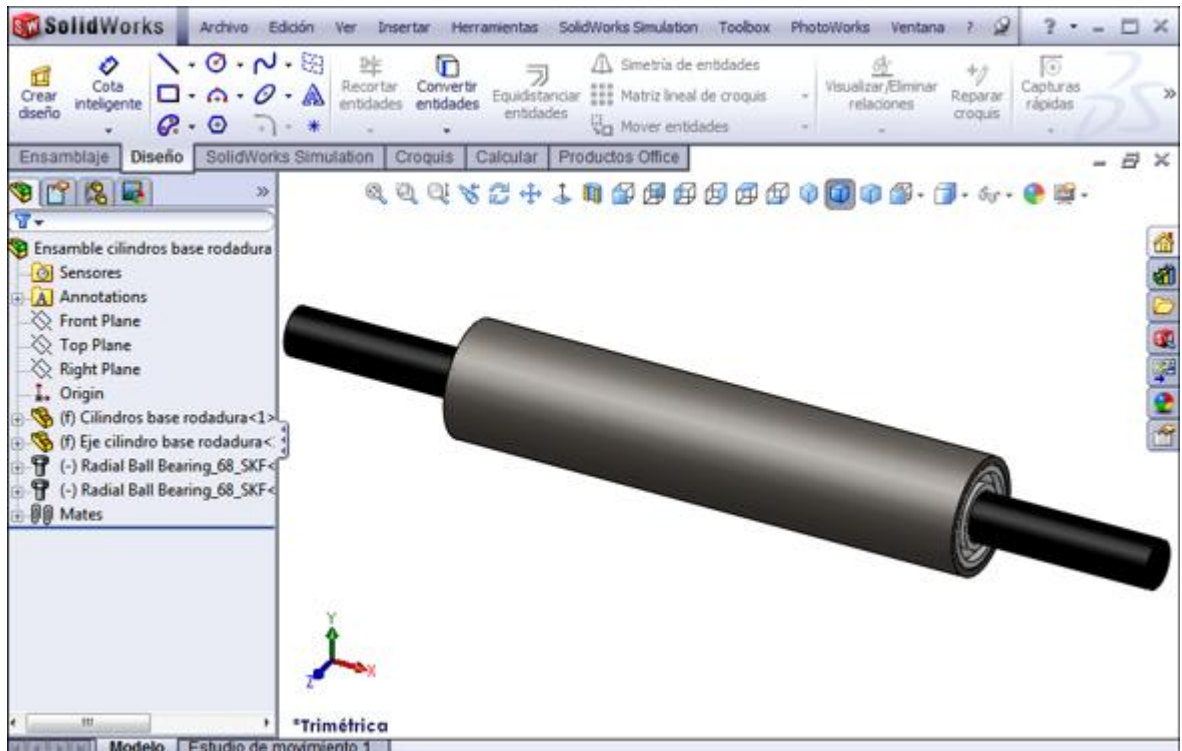 SolidWorks Archivo Edición Ver Insertar Herramientas SolidWorks Simulation Toolbox PhotoWorks Ventana ? ?
Crear diseño
Cota inteligente
Recortar entidades
Convertir entidades
Equidistanciar entidades
Simetría de entidades
Matriz lineal de croquis
Mover entidades
Visualizar/Eliminar relaciones
Reparar croquis
Capturas rápidas
Ensamblaje Diseño SolidWorks Simulation Croquis Calcular Productos Office
Ensamble cilindros base rodadura
Sensores
A Annotations
Front Plane
Top Plane
Right Plane
Origin
(f) Cilindros base rodadura<1>
(f) Eje cilindro base rodadura<
(-) Radial Ball Bearing_68_SKF<
(-) Radial Ball Bearing_68_SKF<
Mates
Y
X
Z
*Trimétrica
Modelo Estudio de movimiento 1